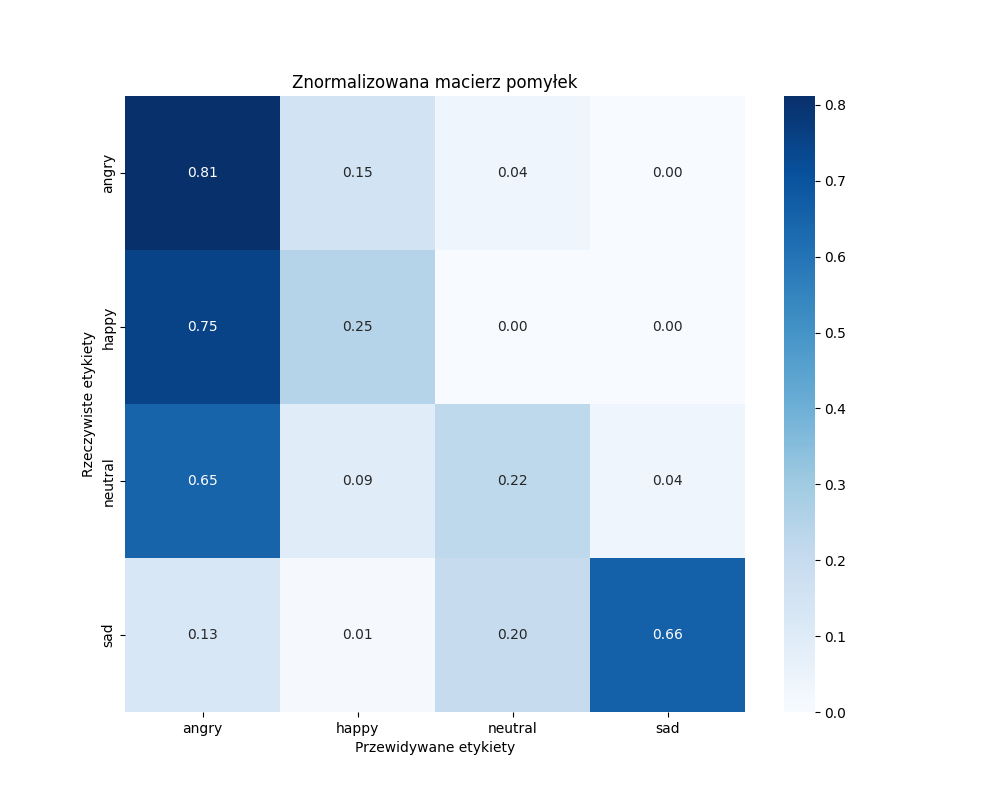 Znormalizowana macierz pomyłek
Rzeczywiste etykiety
angry
0.81 0.15 0.04 0.00
happy
0.75 0.25 0.00 0.00
neutral
0.65 0.09 0.22 0.04
sad
0.13 0.01 0.20 0.66
angry happy neutral sad
Przewidywane etykiety
0.8
0.7
0.6
0.5
0.4
0.3
0.2
0.1
0.0